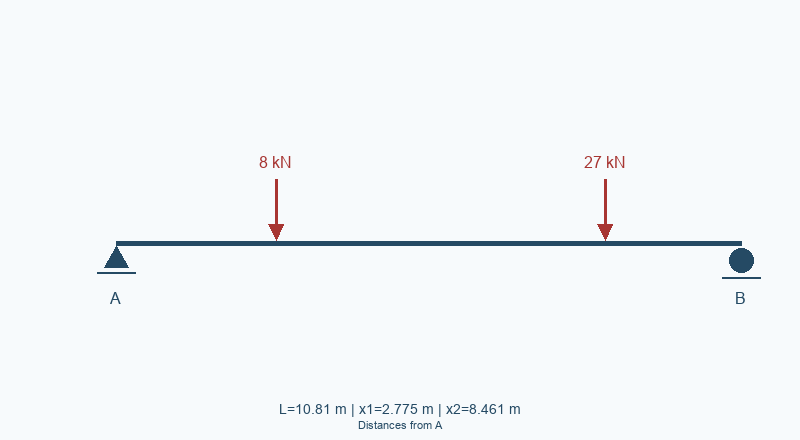 8 kN
27 kN
A
B
L=10.81 m | x1=2.775 m | x2=8.461 m
Distances from A